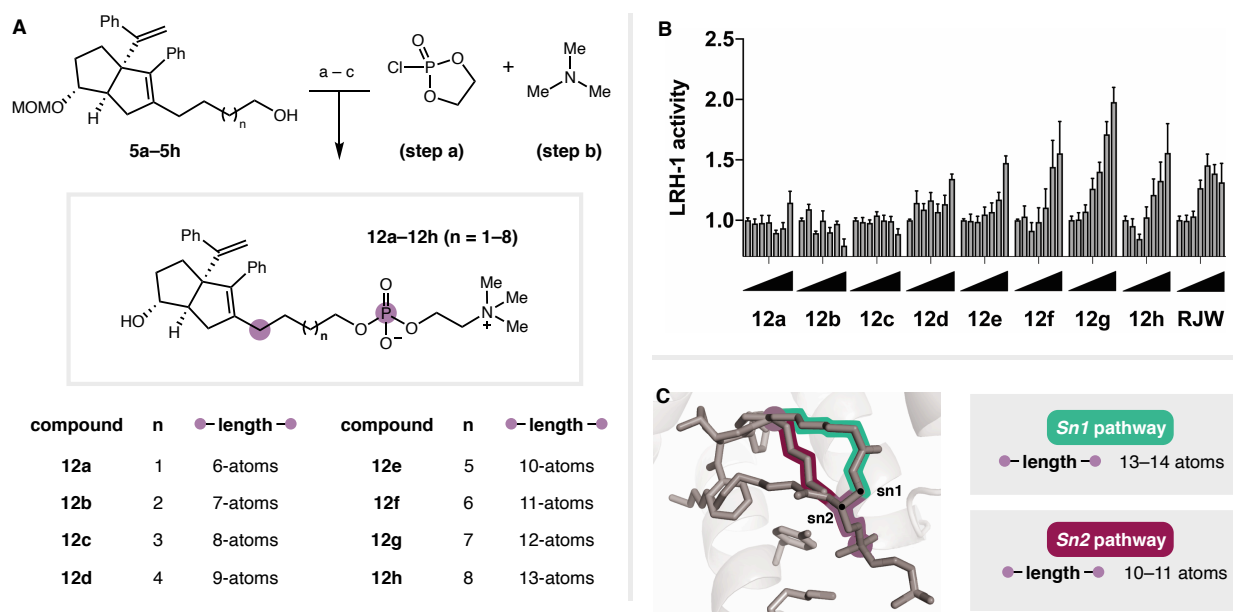 A
Ph
Ph
MOMO
H
n
OH
5a–5h
a – c
O
Cl
P
O
O
(step a)
+
Me
N
Me
Me
(step b)
12a–12h (n = 1–8)
Ph
Ph
HO
H
n
O
O
P
O⁻
O
Me
Me
N
+
Me
compound n length compound n length
12a 1 6-atoms 12e 5 10-atoms
12b 2 7-atoms 12f 6 11-atoms
12c 3 8-atoms 12g 7 12-atoms
12d 4 9-atoms 12h 8 13-atoms
B
LRH-1 activity
2.5
2.0
1.5
1.0
12a 12b 12c 12d 12e 12f 12g 12h RJW
C
sn1
sn2
Sn1 pathway
length 13–14 atoms
Sn2 pathway
length 10–11 atoms